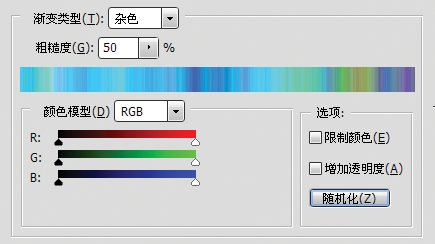 渐变类型(T): 杂色
粗糙度(G): 50 %
颜色模型(D) RGB
R:
G:
B:
选项:
限制颜色(E)
增加透明度(A)
随机化(Z)